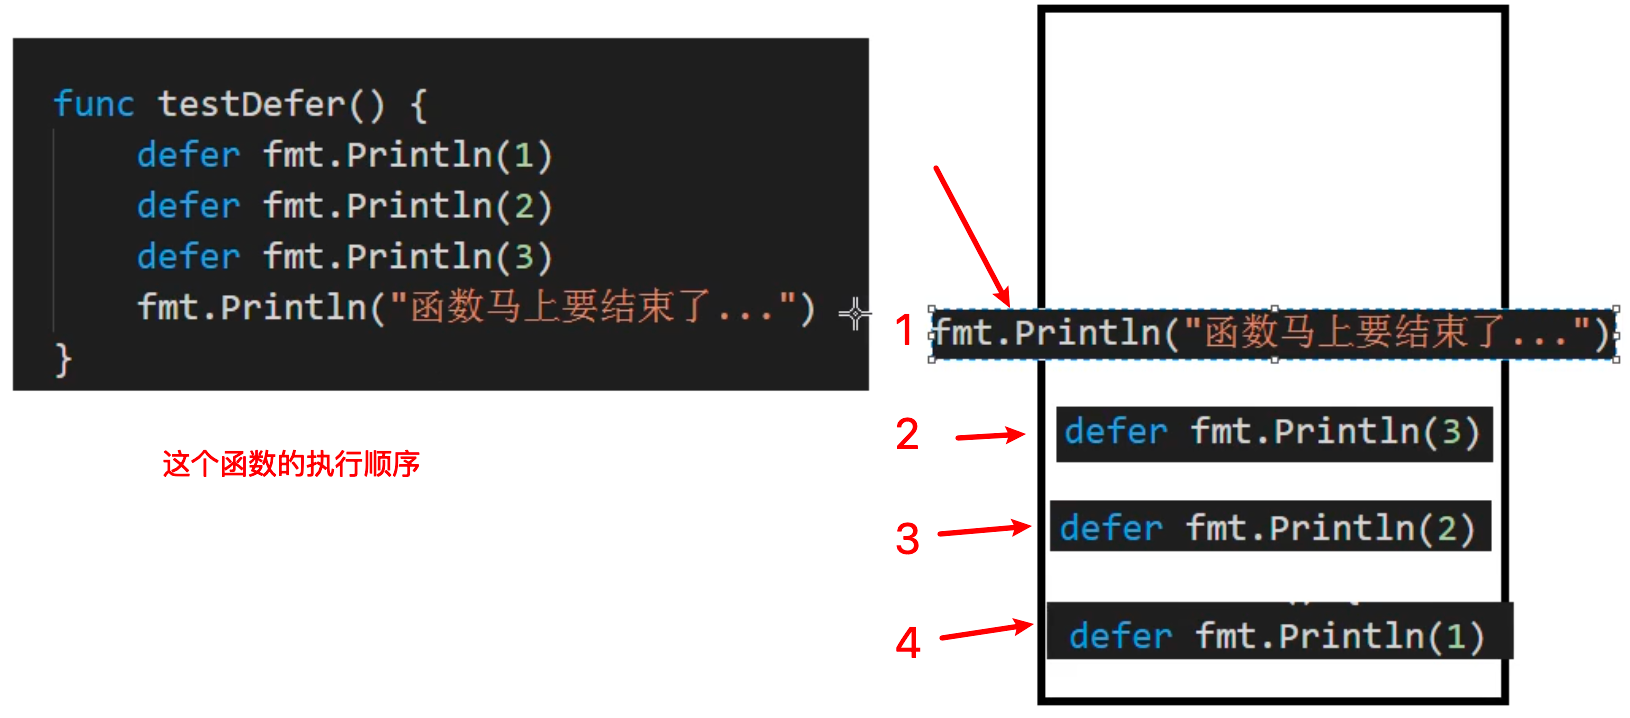 func testDefer() {
defer fmt.Println(1)
defer fmt.Println(2)
defer fmt.Println(3)
fmt.Println("函数马上要结束了...")
}
这个函数的执行顺序
1 fmt.Println("函数马上要结束了...")
2 defer fmt.Println(3)
3 defer fmt.Println(2)
4 defer fmt.Println(1)